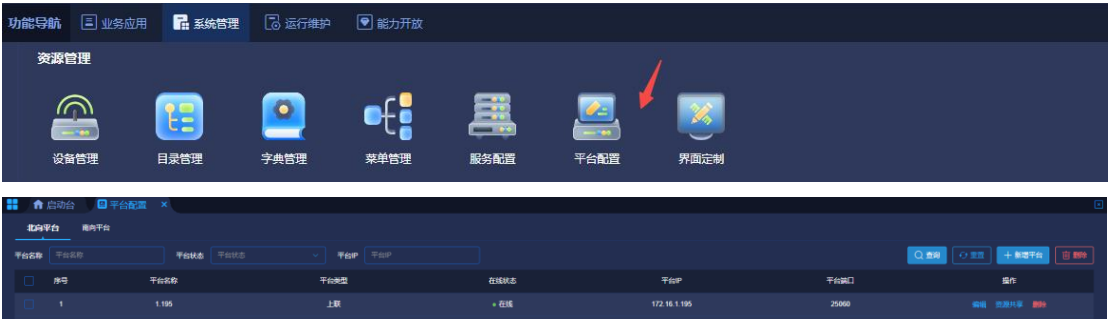 功能导航 业务应用 系统管理 运行维护 能力开放
资源管理
设备管理 目录管理 字典管理 菜单管理 服务配置 平台配置 界面定制
启动台 平台配置 ×
北向平台 南向平台
平台名称 平台名称 平台状态 平台状态 平台IP 平台IP 查询 重置 + 新增平台 删除
序号 平台名称 平台类型 在线状态 平台IP 平台端口 操作
1 1.195 上联 在线 172.16.1.195 25060 编辑 资源共享 删除